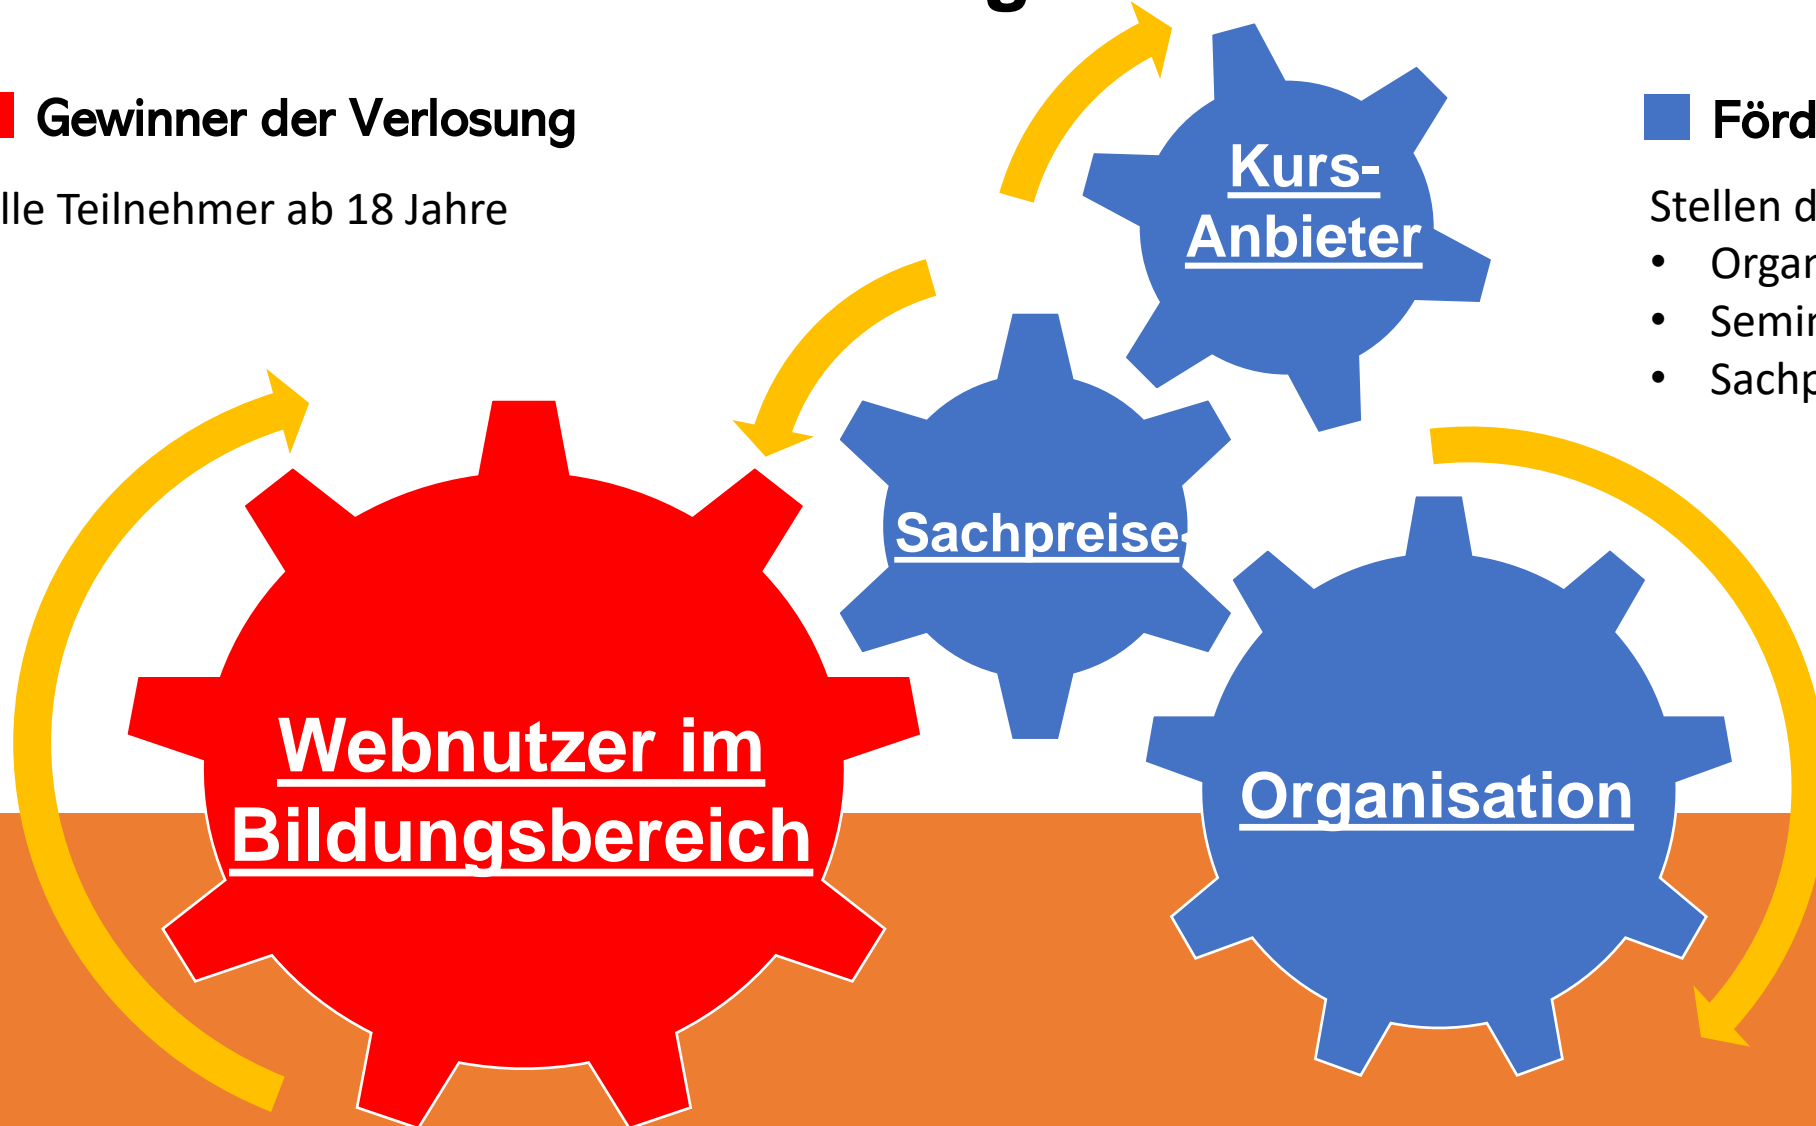 Gewinner der Verlosung
lle Teilnehmer ab 18 Jahre
Kurs-
Anbieter
Förd
Stellen d
• Organ
• Semin
• Sachp
Sachpreise-
Webnutzer im
Bildungsbereich
Organisation